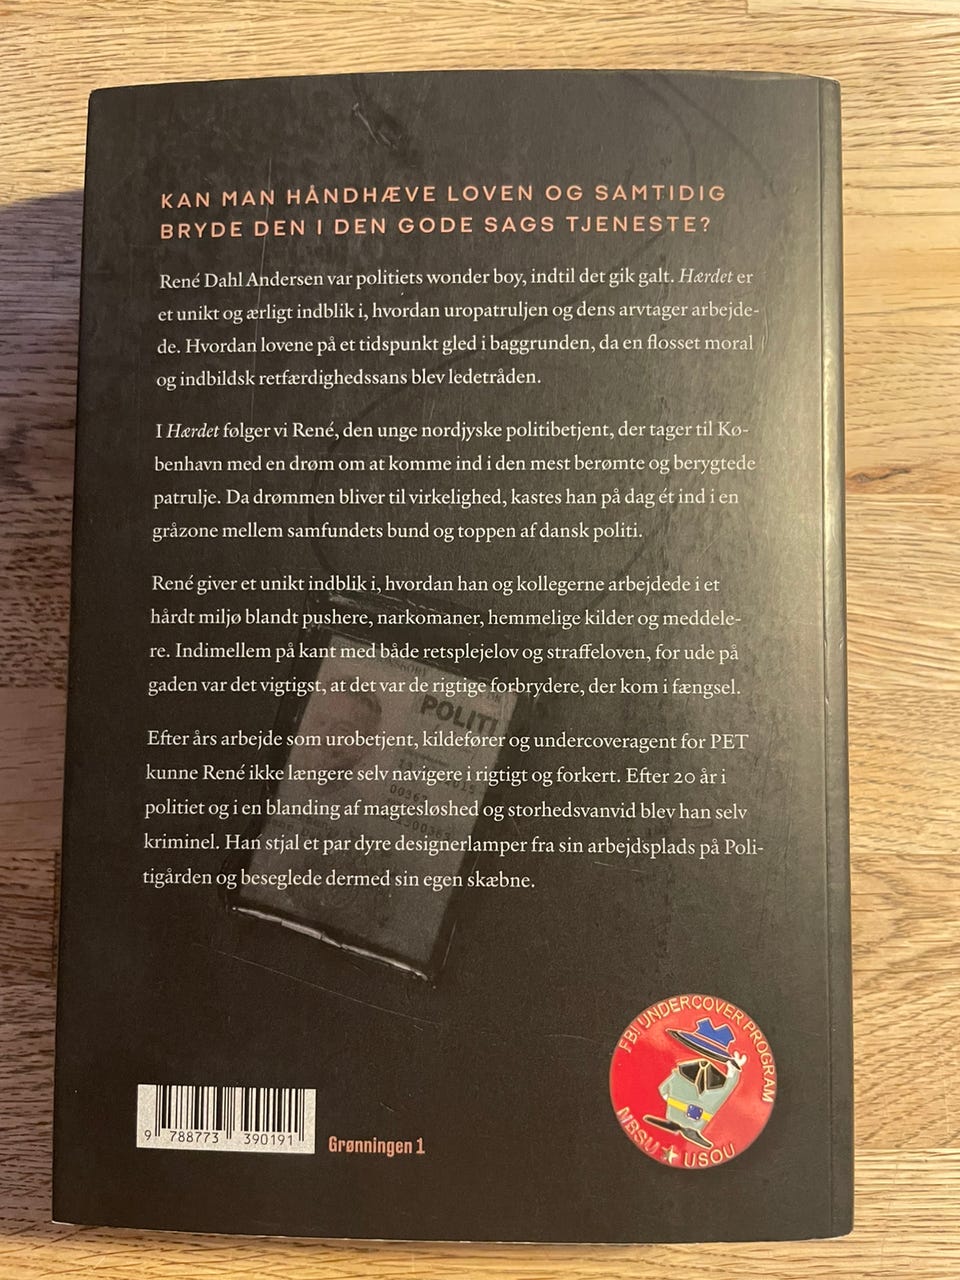 KAN MAN HÅNDHÆVE LOVEN OG SAMTIDIG
BRYDE DEN I DEN GODE SAGS TJENESTE?
René Dahl Andersen var politiets wonder boy, indtil det gik galt. Hærdet er
et unikt og ærligt indblik i, hvordan uropatruljen og dens arvtager arbejde-
de. Hvordan lovene på et tidspunkt gled i baggrunden, da en flosset moral
og indbildsk retfærdighedssans blev ledetråden.
I Hærdet følger vi René, den unge nordjyske politibetjent, der tager til Kø-
benhavn med en drøm om at komme ind i den mest berømte og berygtede
patrulje. Da drømmen bliver til virkelighed, kastes han på dag ét ind i en
gråzone mellem samfundets bund og toppen af dansk politi.
René giver et unikt indblik i, hvordan han og kollegerne arbejdede i et
hårdt miljø blandt pushere, narkomaner, hemmelige kilder og meddele-
re. Indimellem på kant med både retsplejelov og straffeloven, for ude på
gaden var det vigtigst, at det var de rigtige forbrydere, der kom i fængsel.
POLITI
Efter års arbejde som urobetjent, kildefører og undercoveragent for PET
kunne René ikke længere selv navigere i rigtigt og forkert. Efter 20 år i
politiet og i en blanding af magtesløshed og storhedsvanvid blev han selv
kriminel. Han stjal et par dyre designerlamper fra sin arbejdsplads på Poli-
tigården og beseglede dermed sin egen skæbne.
FBI UNDERCOVER PROGRAM
NBSU ★ USOU
9 788773 390191
Grønningen 1